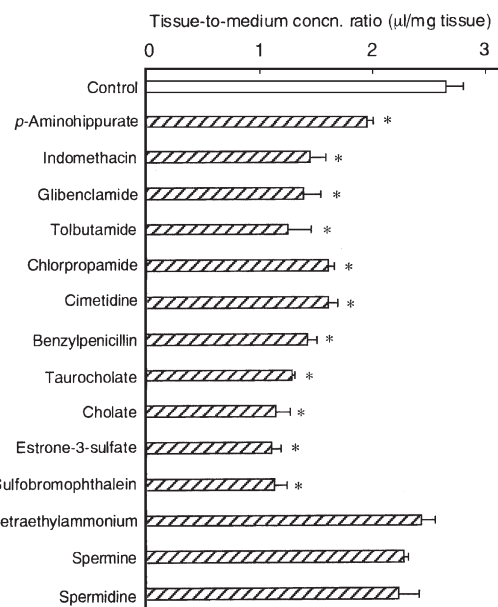 Tissue-to-medium concn. ratio (μl/mg tissue)
0 1 2 3
Control
p-Aminohippurate *
Indomethacin *
Glibenclamide *
Tolbutamide *
Chlorpropamide *
Cimetidine *
Benzylpenicillin *
Taurocholate *
Cholate *
Estrone-3-sulfate *
Sulfobromophthalein *
etraethylammonium
Spermine
Spermidine